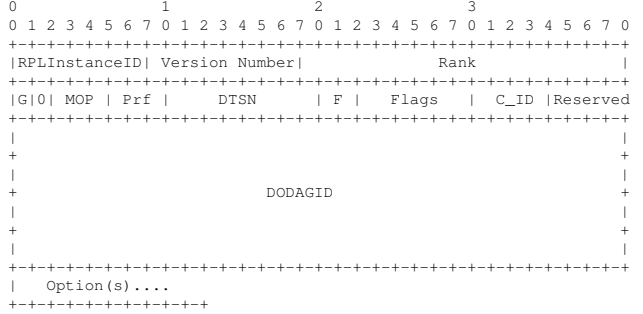 0                   1                   2                   3
0 1 2 3 4 5 6 7 0 1 2 3 4 5 6 7 0 1 2 3 4 5 6 7 0 1 2 3 4 5 6 7 0
+-+-+-+-+-+-+-+-+-+-+-+-+-+-+-+-+-+-+-+-+-+-+-+-+-+-+-+-+-+-+-+-+
|RPLInstanceID| Version Number|              Rank               |
+-+-+-+-+-+-+-+-+-+-+-+-+-+-+-+-+-+-+-+-+-+-+-+-+-+-+-+-+-+-+-+-+
|G|0| MOP | Prf |     DTSN      | F |   Flags   |  C_ID |Reserved
+-+-+-+-+-+-+-+-+-+-+-+-+-+-+-+-+-+-+-+-+-+-+-+-+-+-+-+-+-+-+-+-+
|                                                               |
+                                                               +
|                                                               |
+                          DODAGID                              +
|                                                               |
+                                                               +
|                                                               |
+-+-+-+-+-+-+-+-+-+-+-+-+-+-+-+-+-+-+-+-+-+-+-+-+-+-+-+-+-+-+-+-+
|   Option(s)....
+-+-+-+-+-+-+-+-+-+-+